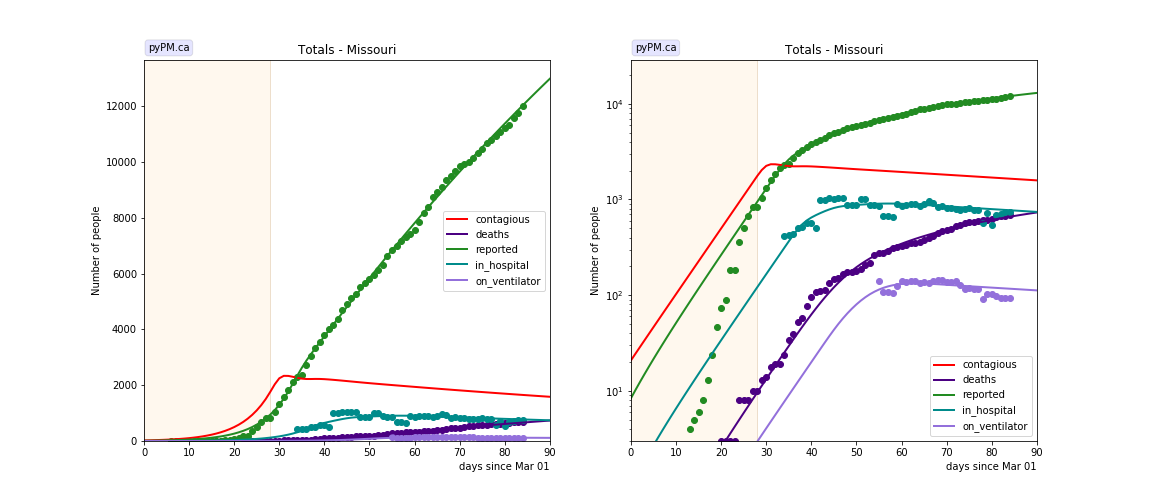 pyPM.ca
Totals - Missouri
Number of people
12000
10000
8000
6000
4000
2000
0
contagious
deaths
reported
in_hospital
on_ventilator
0 10 20 30 40 50 60 70 80 90
days since Mar 01
pyPM.ca
Totals - Missouri
Number of people
10^4
10^3
10^2
10^1
contagious
deaths
reported
in_hospital
on_ventilator
0 10 20 30 40 50 60 70 80 90
days since Mar 01